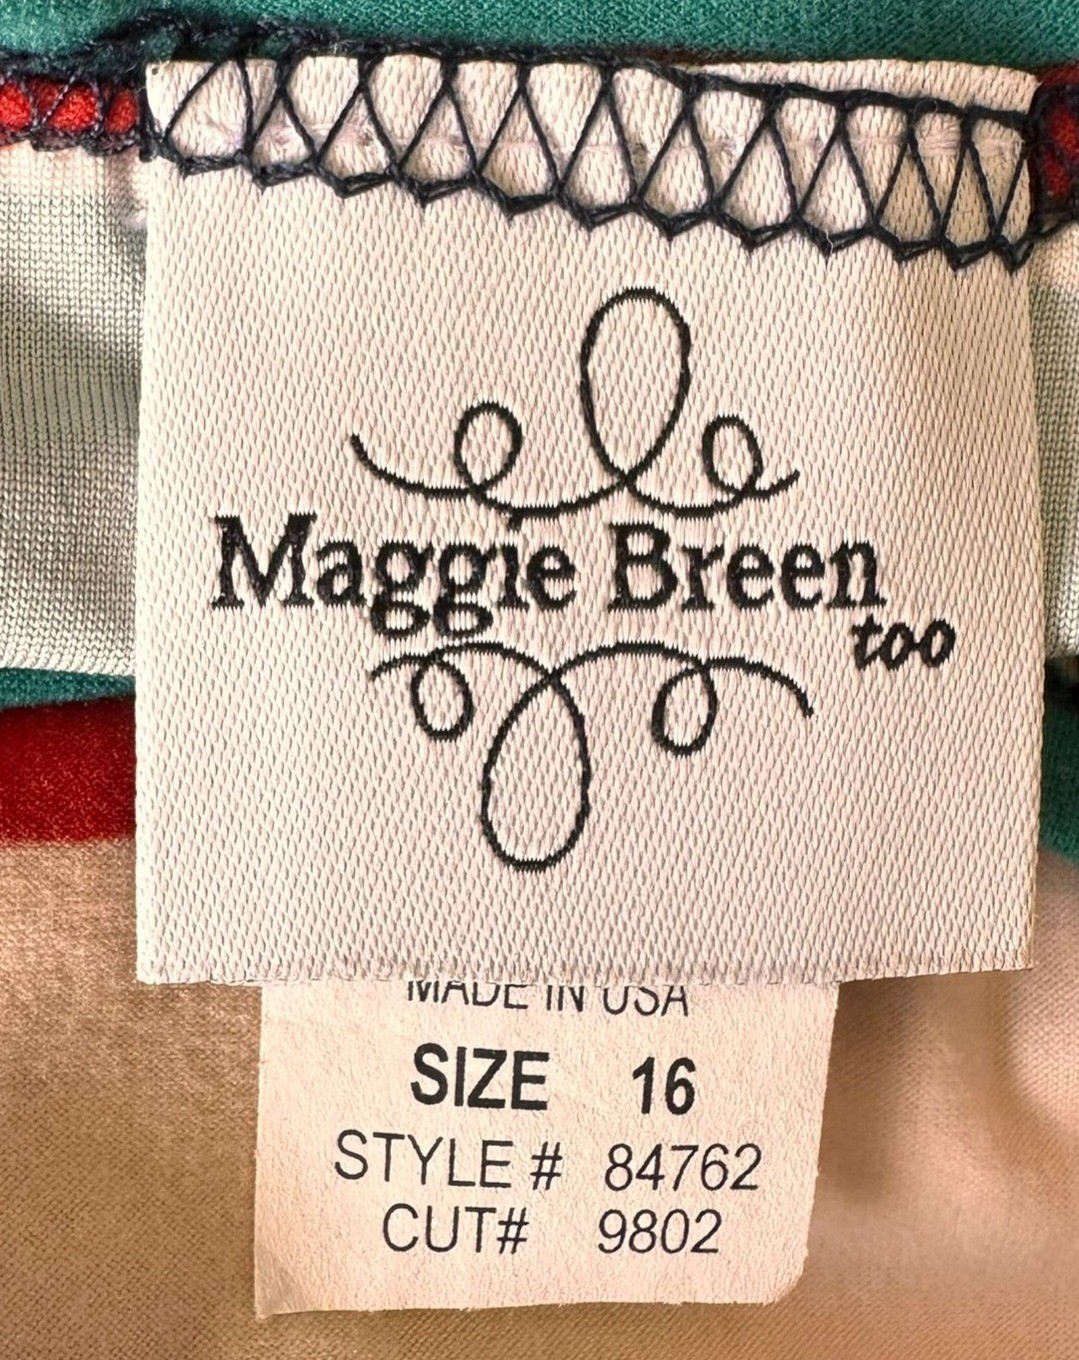 Maggie Breen
too
MADE IN USA
SIZE 16
STYLE # 84762
CUT# 9802